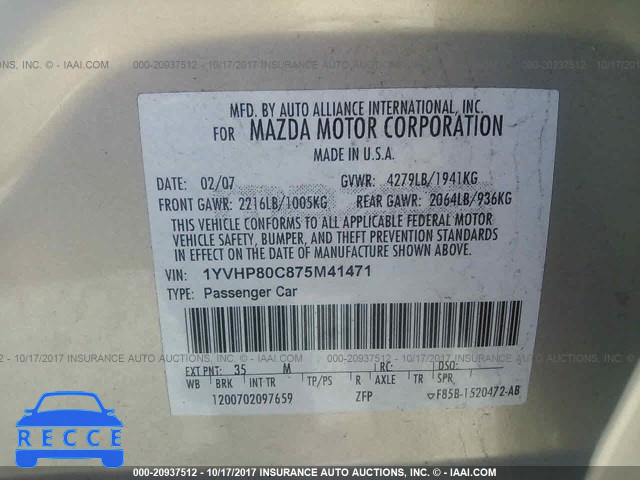 000-20937512 - 10/17/2017 INSURANCE AUTO AUCTIONS, INC. - IAAI.COM
MFD. BY AUTO ALLIANCE INTERNATIONAL, INC.
FOR MAZDA MOTOR CORPORATION
MADE IN U.S.A.
DATE: 02/07 GVWR: 4279LB/1941KG
FRONT GAWR: 2216LB/1005KG REAR GAWR: 2064LB/936KG
THIS VEHICLE CONFORMS TO ALL APPLICABLE FEDERAL MOTOR
VEHICLE SAFETY, BUMPER, AND THEFT PREVENTION STANDARDS
IN EFFECT ON THE DATE OF MANUFACTURE SHOWN ABOVE.
VIN: 1YVHP80C875M41471
TYPE: Passenger Car
EXT PNT: 35 M RC: DSO:
WB BRK INT TR TP/PS R AXLE TR SPR
1200702097659 ZFP F85B-1520472-AB
RECCE
000-20937512 - 10/17/2017 INSURANCE AUTO AUCTIONS, INC. - IAAI.COM